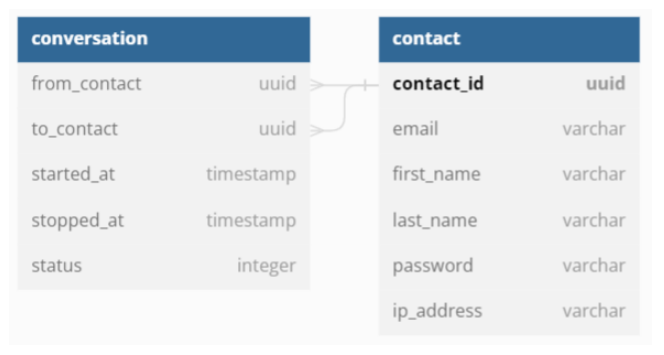 conversation
from_contact uuid
to_contact uuid
started_at timestamp
stopped_at timestamp
status integer
contact
contact_id uuid
email varchar
first_name varchar
last_name varchar
password varchar
ip_address varchar